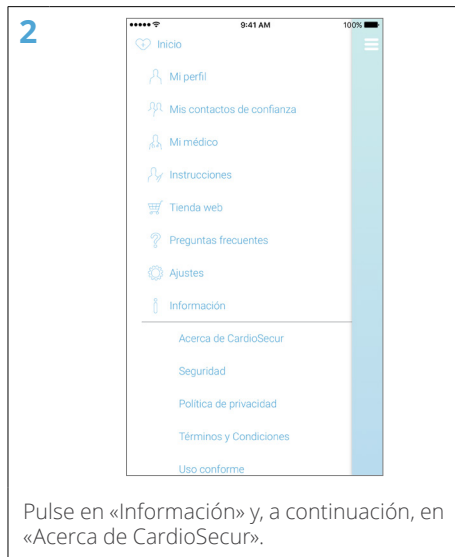 2
9:41 AM 100%
Inicio
Mi perfil
Mis contactos de confianza
Mi médico
Instrucciones
Tienda web
Preguntas frecuentes
Ajustes
Información
Acerca de CardioSecur
Seguridad
Política de privacidad
Términos y Condiciones
Uso conforme
Pulse en «Información» y, a continuación, en
«Acerca de CardioSecur».